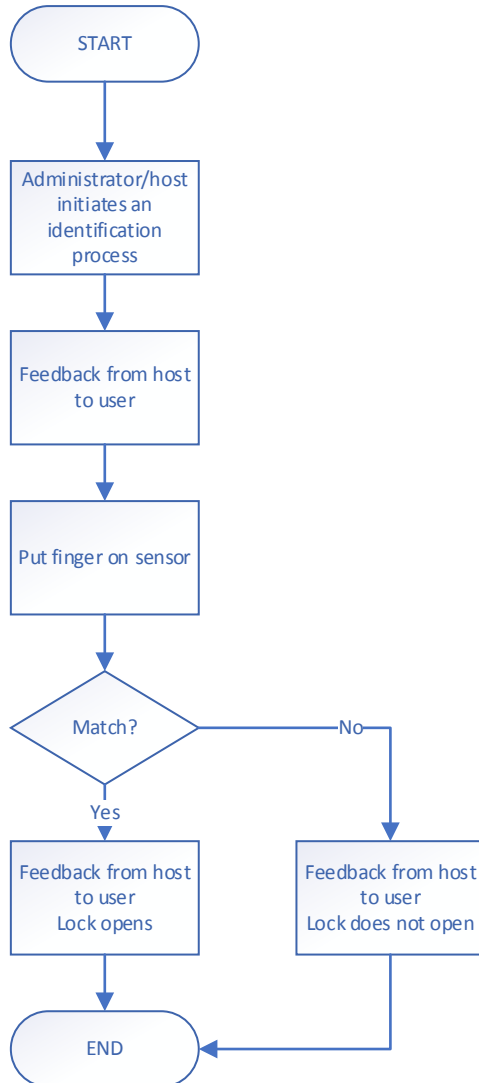 START
Administrator/host
initiates an
identification
process
Feedback from host
to user
Put finger on sensor
Match?
No
Yes
Feedback from host
to user
Lock opens
Feedback from host
to user
Lock does not open
END